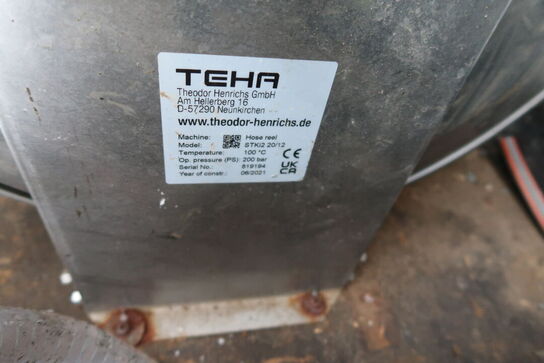 TEHA
Theodor Henrichs GmbH
Am Hellerberg 16
D-57290 Neunkirchen
www.theodor-henrichs.de
Machine: Hose reel
Model: STKi2 20/12
Temperature: 100 °C
Op. pressure (PS): 200 bar
Serial No.: 819194
Year of constr.: 06/2021
CE
UK
CA